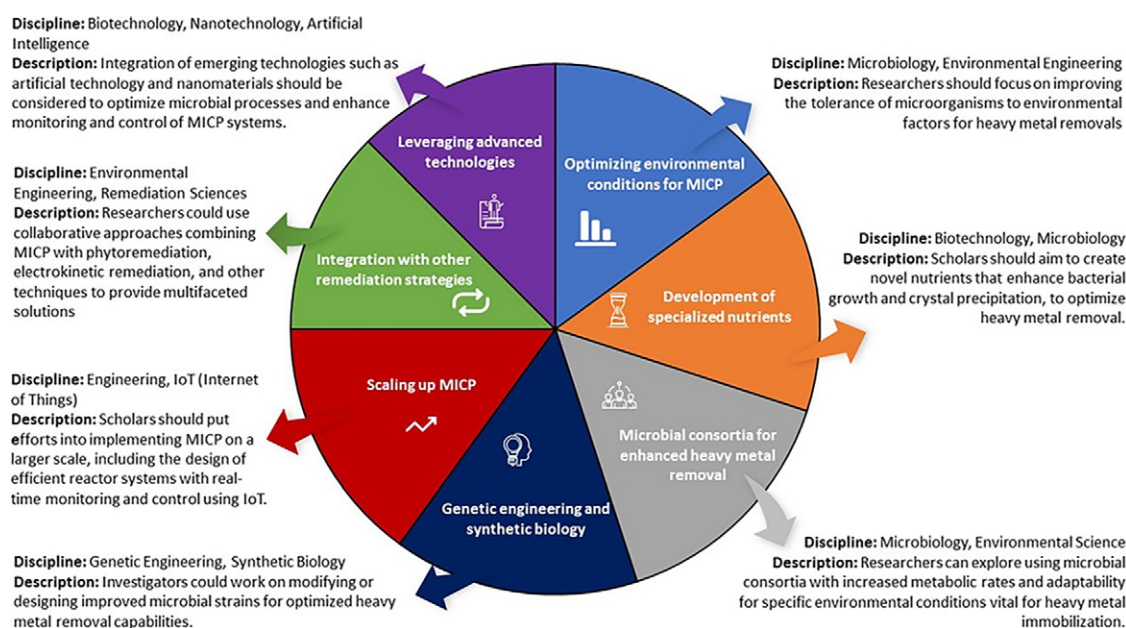 Discipline: Biotechnology, Nanotechnology, Artificial
Intelligence
Description: Integration of emerging technologies such as
artificial technology and nanomaterials should be
considered to optimize microbial processes and enhance
monitoring and control of MICP systems.
Discipline: Microbiology, Environmental Engineering
Description: Researchers should focus on improving
the tolerance of microorganisms to environmental
factors for heavy metal removals
Leveraging advanced
technologies
Optimizing environmental
conditions for MICP
Discipline: Environmental
Engineering, Remediation Sciences
Description: Researchers could use
collaborative approaches combining
MICP with phytoremediation,
electrokinetic remediation, and other
techniques to provide multifaceted
solutions
Integration with other
remediation strategies
Development of
specialized nutrients
Discipline: Biotechnology, Microbiology
Description: Scholars should aim to create
novel nutrients that enhance bacterial
growth and crystal precipitation, to optimize
heavy metal removal.
Discipline: Engineering, IoT (Internet
of Things)
Description: Scholars should put
efforts into implementing MICP on a
larger scale, including the design of
efficient reactor systems with real-
time monitoring and control using IoT.
Scaling up MICP
Microbial consortia for
enhanced heavy metal
removal
Genetic engineering and
synthetic biology
Discipline: Genetic Engineering, Synthetic Biology
Description: Investigators could work on modifying or
designing improved microbial strains for optimized heavy
metal removal capabilities.
Discipline: Microbiology, Environmental Science
Description: Researchers can explore using microbial
consortia with increased metabolic rates and adaptability
for specific environmental conditions vital for heavy metal
immobilization.